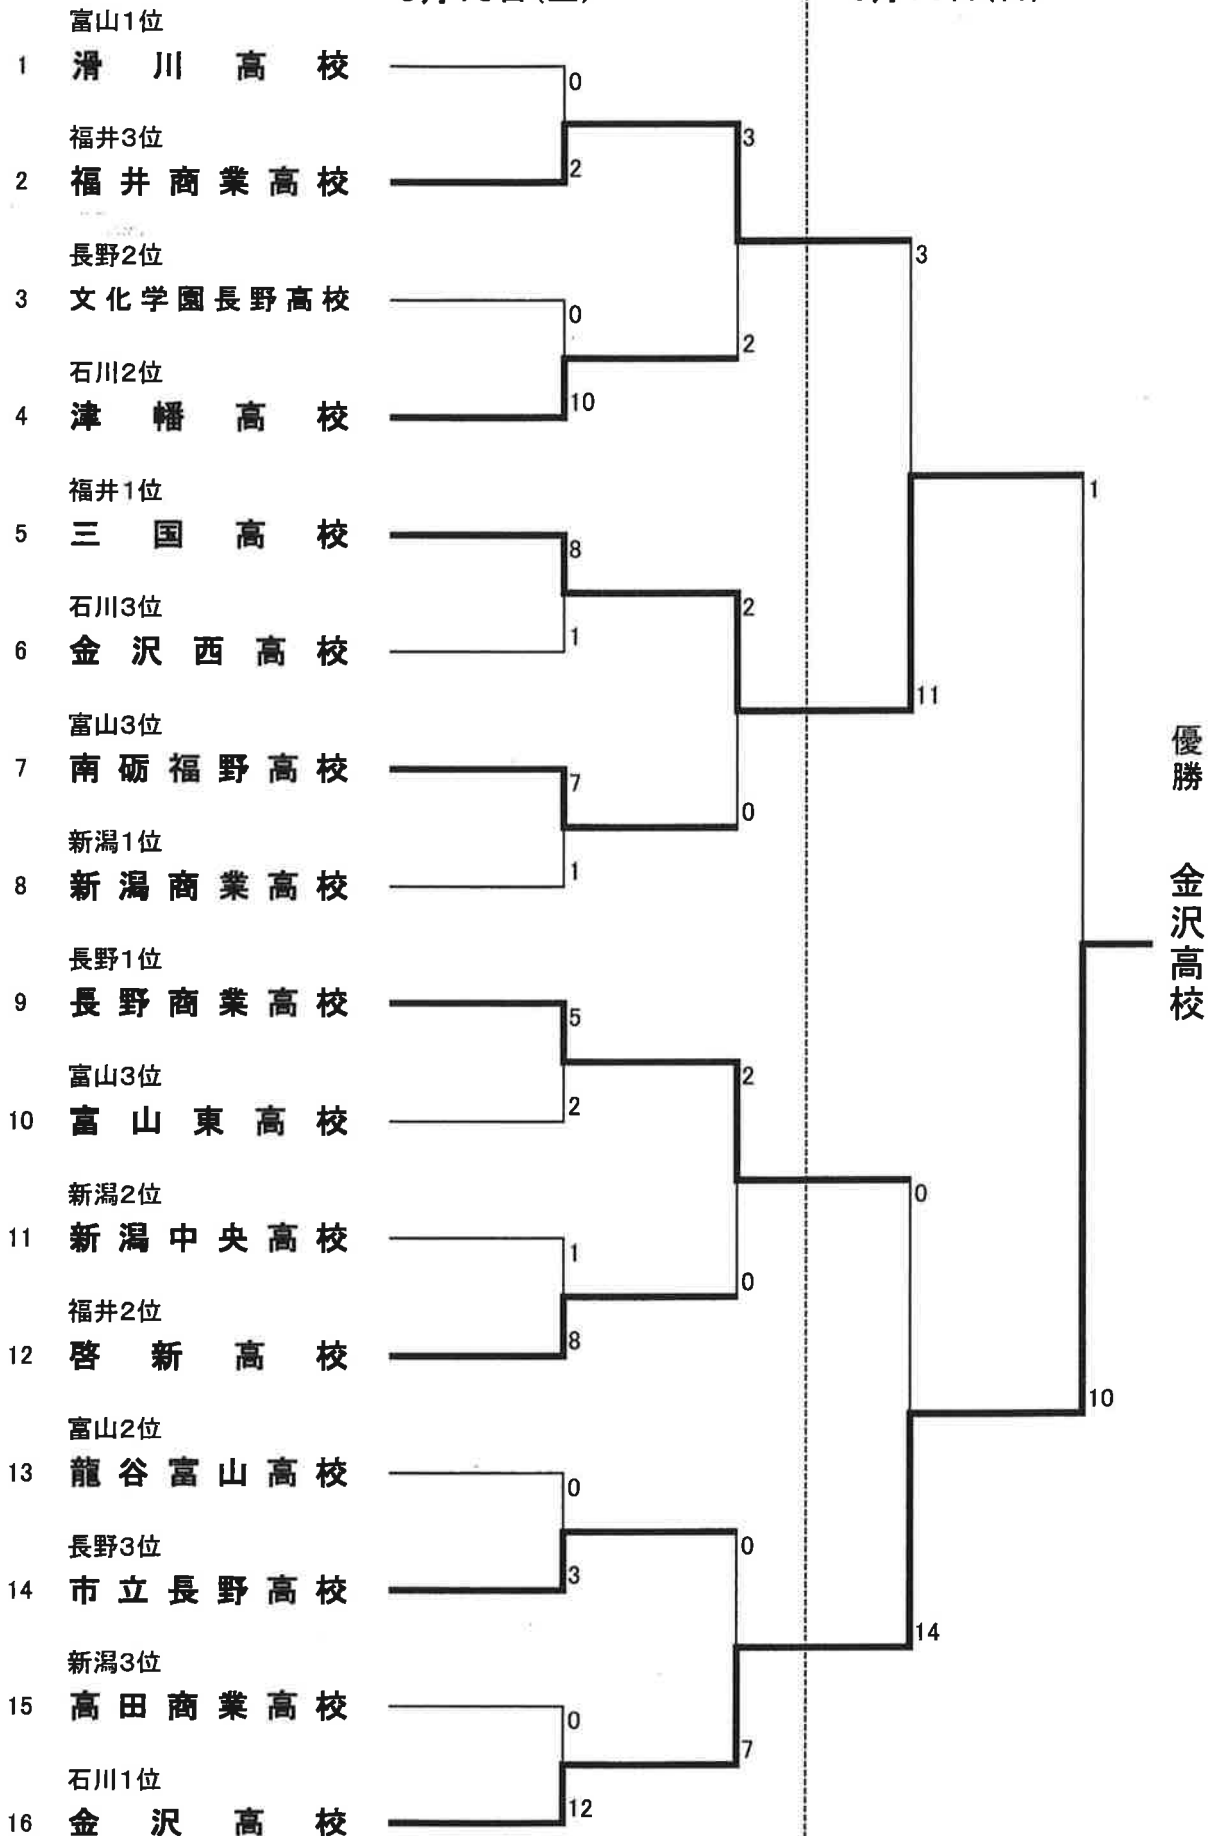 富山1位
1 滑川高校
0
3
福井3位
2 福井商業高校
2
長野2位
3
3 文化学園長野高校
0
2
石川2位
4 津幡高校
10
福井1位
1
5 三国高校
8
石川3位
2
6 金沢西高校
1
11
富山3位
7 南砺福野高校
7
0
新潟1位
8 新潟商業高校
1
優勝 金沢高校
長野1位
9 長野商業高校
5
富山3位
2
10 富山東高校
2
新潟2位
0
11 新潟中央高校
1
0
福井2位
12 啓新高校
8
10
富山2位
13 龍谷富山高校
0
長野3位
0
14 市立長野高校
3
14
新潟3位
15 高田商業高校
0
7
石川1位
16 金沢高校
12